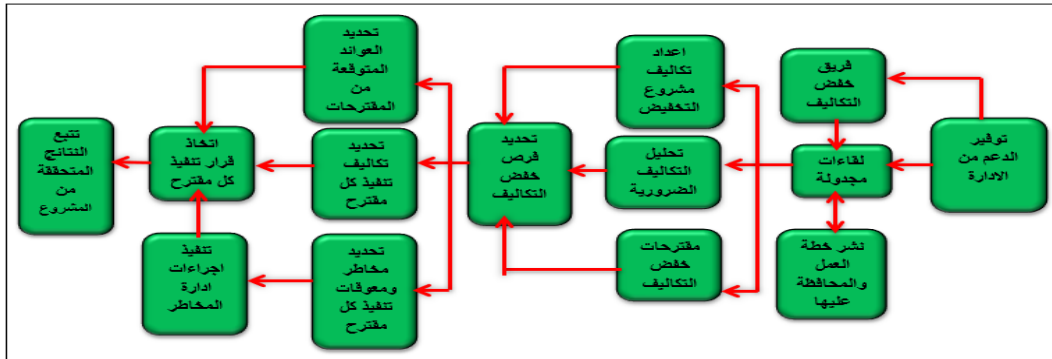 توفير
الدعم من
الادارة
فريق
خفض
التكاليف
لقاءات
مجدولة
نشر خطة
العمل
والمحافظة
عليها
اعداد
تكاليف
مشروع
التخفيض
تحليل
التكاليف
الضرورية
مقترحات
خفض
التكاليف
تحديد
فرص
خفض
التكاليف
تحديد
العوائد
المتوقعة
من
المقترحات
تحديد
تكاليف
تنفيذ كل
مقترح
تحديد
مخاطر
ومعوقات
تنفيذ كل
مقترح
اتخاذ
قرار تنفيذ
كل مقترح
تنفيذ
اجراءات
ادارة
المخاطر
تتبع
النتائج
المتحققة
من
المشروع